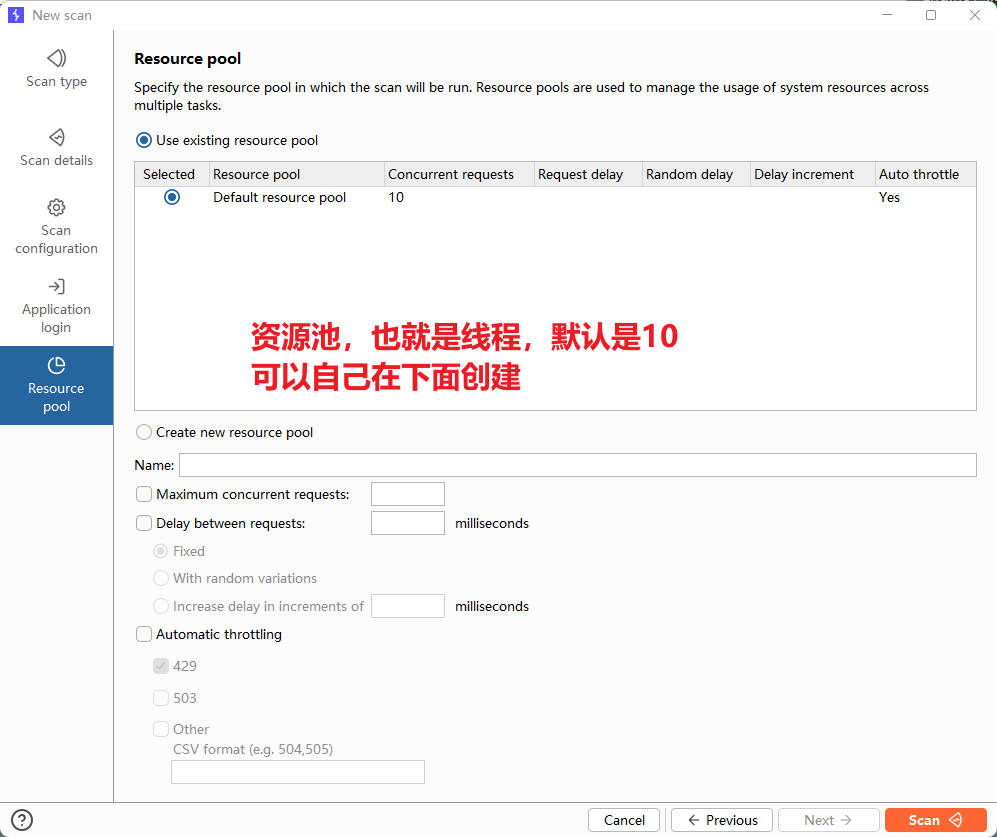 New scan
Scan type
Scan details
Scan
configuration
Application
login
Resource
pool
Resource pool
Specify the resource pool in which the scan will be run. Resource pools are used to manage the usage of system resources across
multiple tasks.
Use existing resource pool
Selected Resource pool Concurrent requests Request delay Random delay Delay increment Auto throttle
Default resource pool 10 Yes
资源池，也就是线程，默认是10
可以自己在下面创建
Create new resource pool
Name:
Maximum concurrent requests:
Delay between requests: milliseconds
Fixed
With random variations
Increase delay in increments of milliseconds
Automatic throttling
429
503
Other
CSV format (e.g. 504,505)
Cancel Previous Next Scan